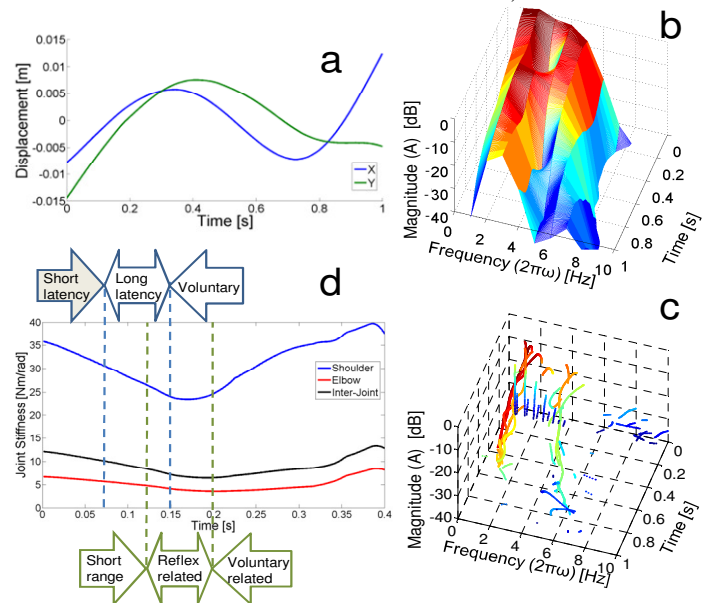 a
0.015
0.01
0.005
0
-0.005
-0.01
-0.015
Displacement [m]
0
0.2
0.4
0.6
0.8
1
Time [s]
X
Y
b
0
-10
-20
-30
-40
Magnitude (A) [dB]
0
2
4
6
8
10
Frequency (2πω) [Hz]
0
0.2
0.4
0.6
0.8
1
Time [s]
Short
latency
Long
latency
Voluntary
d
40
35
30
25
20
15
10
5
0
Joint Stiffness [Nm/rad]
0
0.05
0.1
0.15
0.2
0.25
0.3
0.35
0.4
Time [s]
Shoulder
Elbow
Inter-Joint
Short
range
Reflex
related
Voluntary
related
c
0
-10
-20
-30
-40
Magnitude (A) [dB]
0
2
4
6
8
10
Frequency (2πω) [Hz]
0
0.2
0.4
0.6
0.8
1
Time [s]